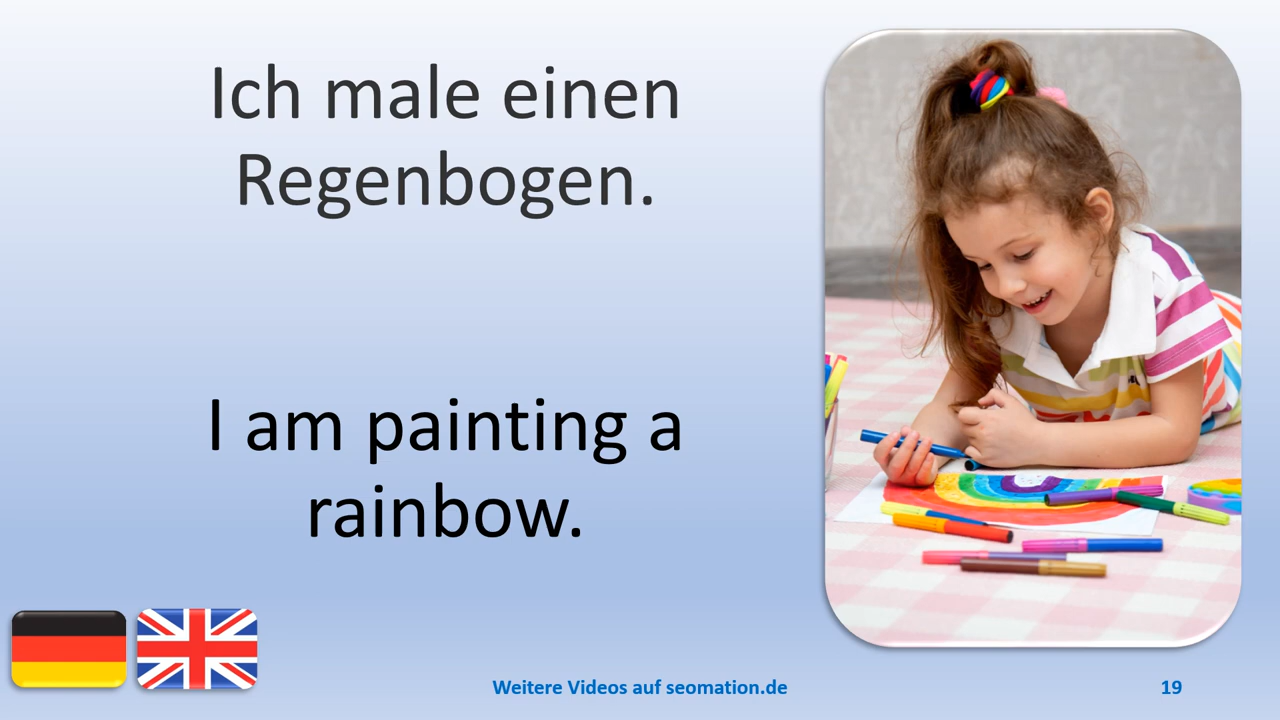 Ich male einen
Regenbogen.
I am painting a
rainbow.
Weitere Videos auf seomation.de
19